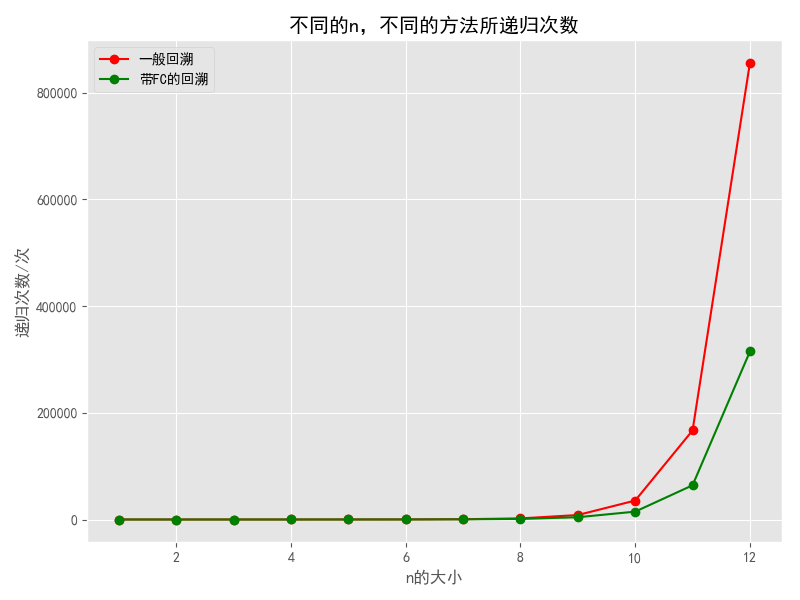 不同的n，不同的方法所递归次数
一般回溯
带FC的回溯
800000
600000
400000
200000
0
递归次数/次
2 4 6 8 10 12
n的大小